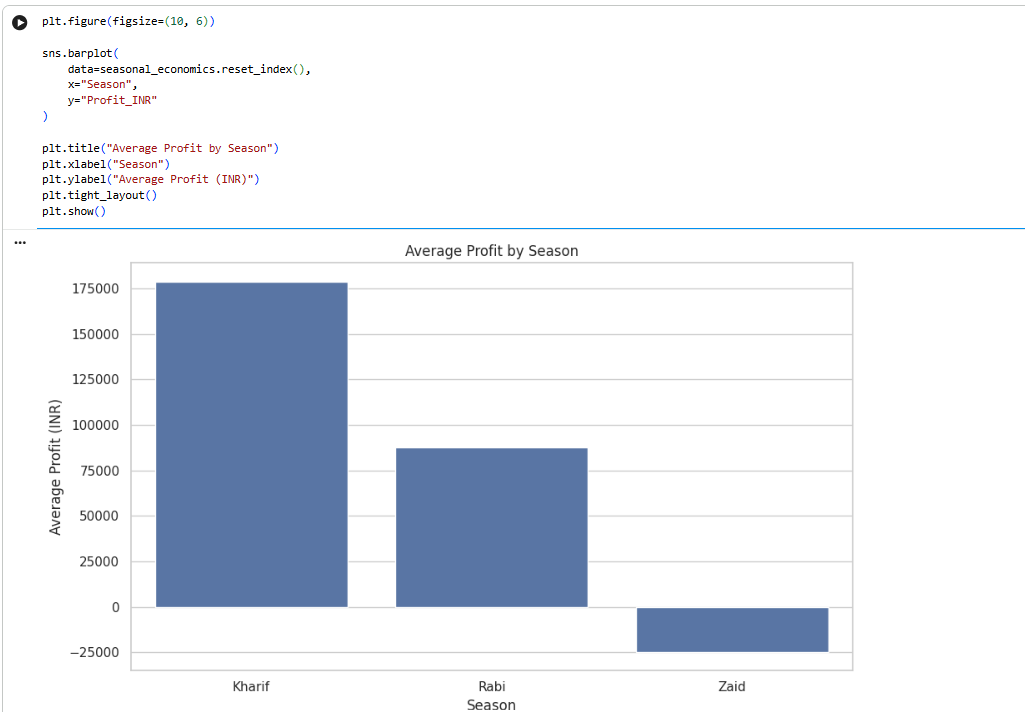 plt.figure(figsize=(10, 6))
sns.barplot(
    data=seasonal_economics.reset_index(),
    x="Season",
    y="Profit_INR"
)
plt.title("Average Profit by Season")
plt.xlabel("Season")
plt.ylabel("Average Profit (INR)")
plt.tight_layout()
plt.show()
...
Average Profit by Season
175000
150000
125000
100000
75000
50000
25000
0
−25000
Average Profit (INR)
Kharif Rabi Zaid
Season